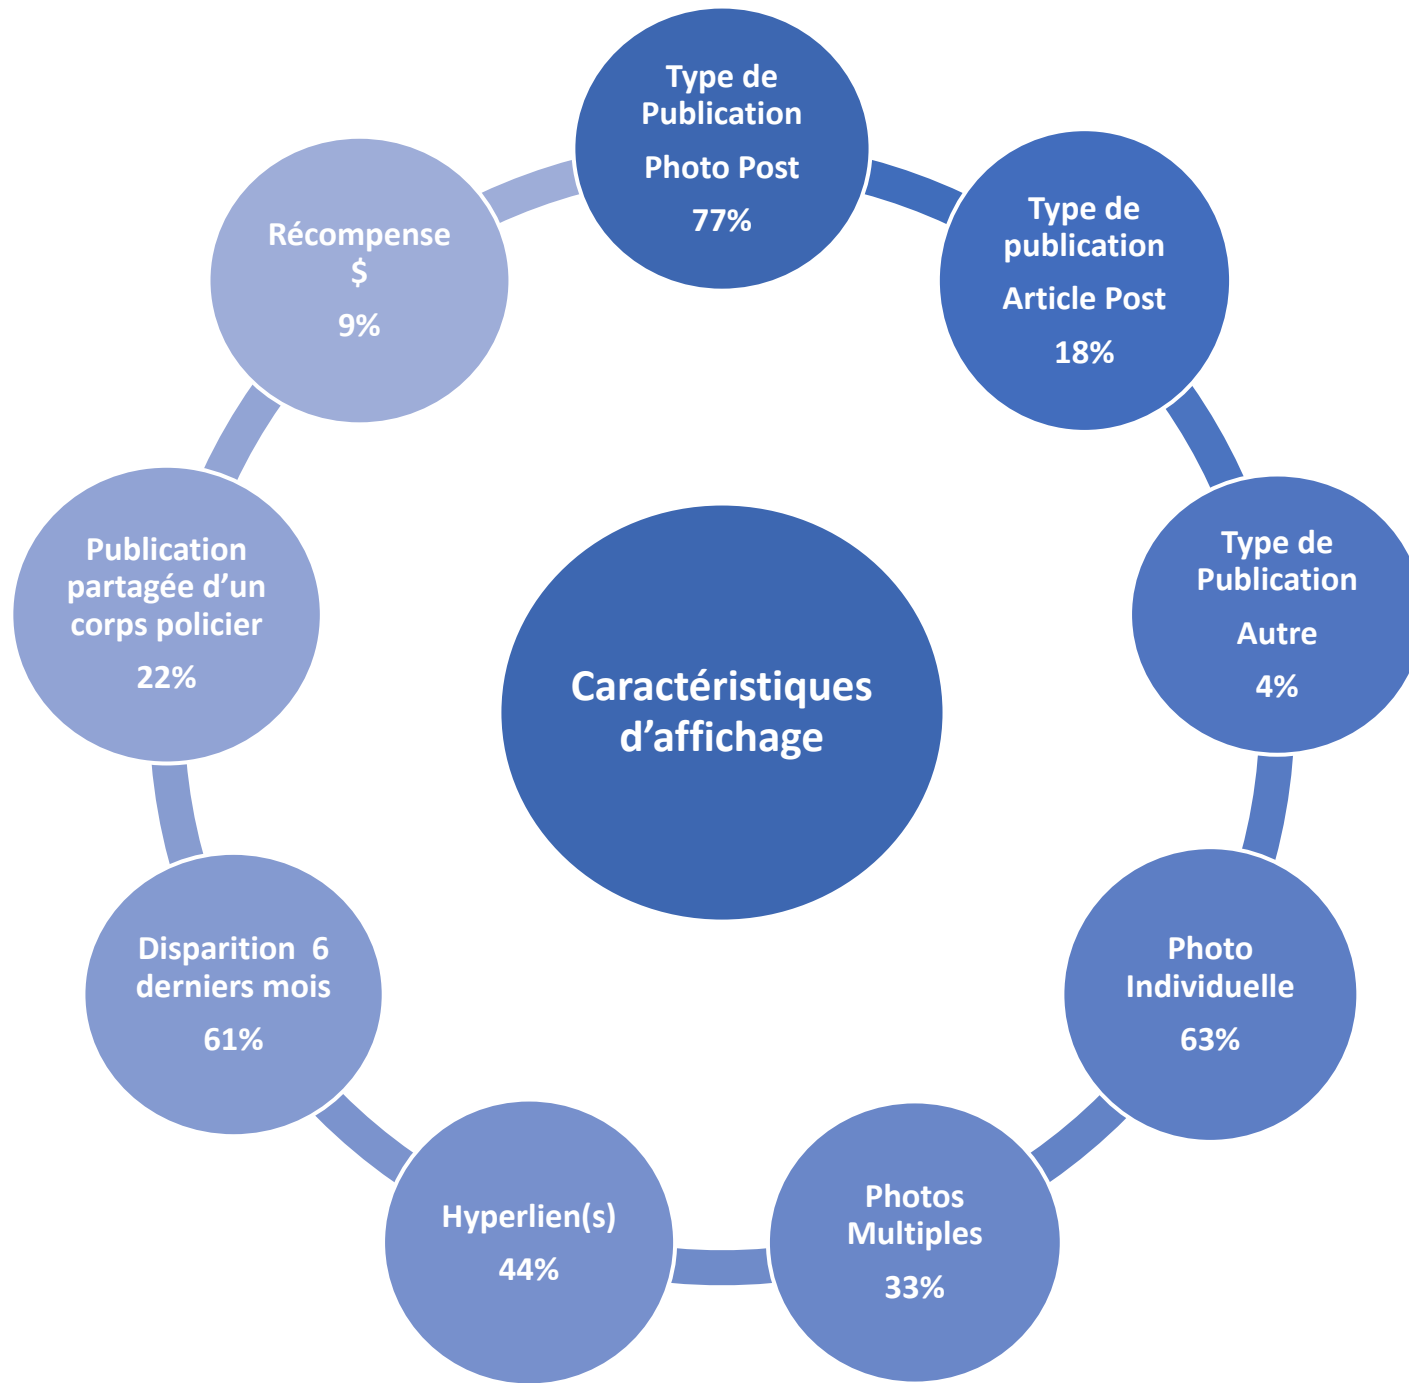 Type de
Publication
Photo Post
77%
Type de
publication
Article Post
18%
Type de
Publication
Autre
4%
Photo
Individuelle
63%
Photos
Multiples
33%
Hyperlien(s)
44%
Disparition  6
derniers mois
61%
Publication
partagée d’un
corps policier
22%
Récompense
$
9%
Caractéristiques
d’affichage